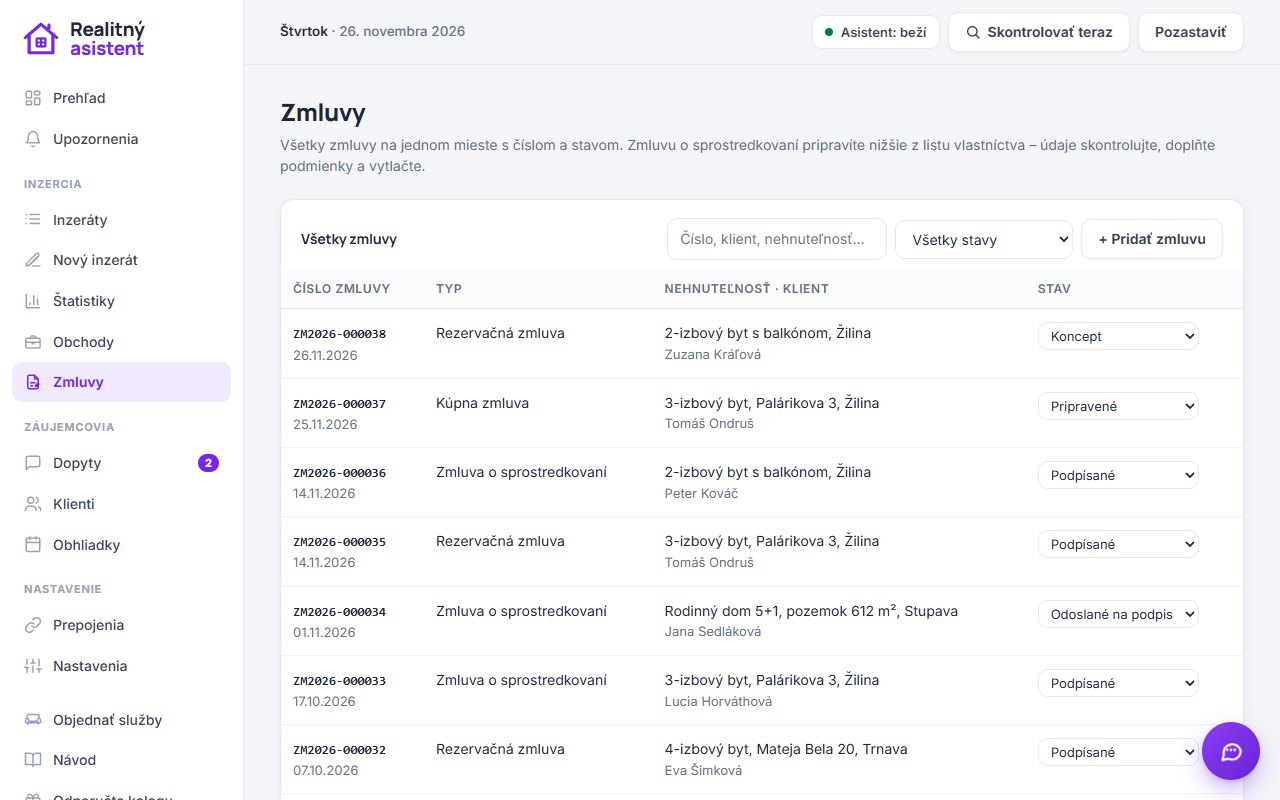 Realitný
asistent
Prehľad
Upozornenia
INZERCIA
Inzeráty
Nový inzerát
Štatistiky
Obchody
Zmluvy
ZÁUJEMCOVIA
Dopyty 2
Klienti
Obhliadky
NASTAVENIE
Prepojenia
Nastavenia
Objednať služby
Návod
Odporučte kolegu
Štvrtok · 26. novembra 2026
Asistent: beží
Skontrolovať teraz
Pozastaviť
Zmluvy
Všetky zmluvy na jednom mieste s číslom a stavom. Zmluvu o sprostredkovaní pripravíte nižšie z listu vlastníctva – údaje skontrolujte, doplňte
podmienky a vytlačte.
Všetky zmluvy
Číslo, klient, nehnuteľnosť...
Všetky stavy
+ Pridať zmluvu
ČÍSLO ZMLUVY TYP NEHNUTEĽNOSŤ · KLIENT STAV
ZM2026-000038 Rezervačná zmluva 2-izbový byt s balkónom, Žilina Koncept
26.11.2026 Zuzana Kráľová
ZM2026-000037 Kúpna zmluva 3-izbový byt, Palárikova 3, Žilina Pripravené
25.11.2026 Tomáš Ondruš
ZM2026-000036 Zmluva o sprostredkovaní 2-izbový byt s balkónom, Žilina Podpísané
14.11.2026 Peter Kováč
ZM2026-000035 Rezervačná zmluva 3-izbový byt, Palárikova 3, Žilina Podpísané
14.11.2026 Tomáš Ondruš
ZM2026-000034 Zmluva o sprostredkovaní Rodinný dom 5+1, pozemok 612 m², Stupava Odoslané na podpis
01.11.2026 Jana Sedláková
ZM2026-000033 Zmluva o sprostredkovaní 3-izbový byt, Palárikova 3, Žilina Podpísané
17.10.2026 Lucia Horváthová
ZM2026-000032 Rezervačná zmluva 4-izbový byt, Mateja Bela 20, Trnava Podpísané
07.10.2026 Eva Šimková